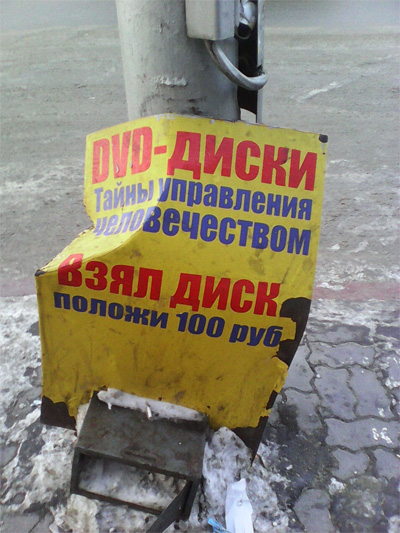 DVD-ДИСКИ
Тайны управления
человечеством
Взял диск
положи 100 руб